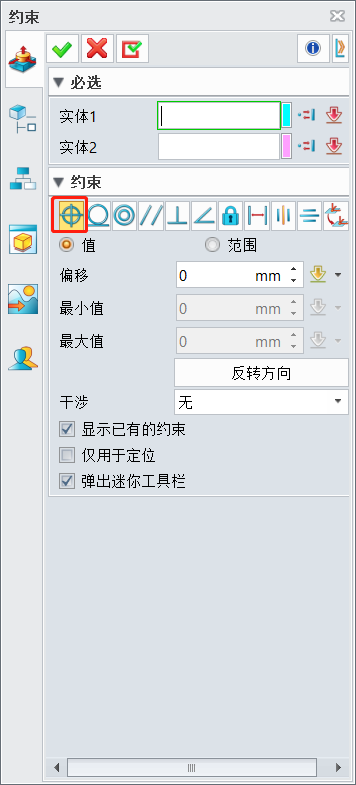 约束
必选
实体1
实体2
约束
值 范围
偏移 0 mm
最小值 0 mm
最大值 0 mm
反转方向
干涉 无
显示已有的约束
仅用于定位
弹出迷你工具栏